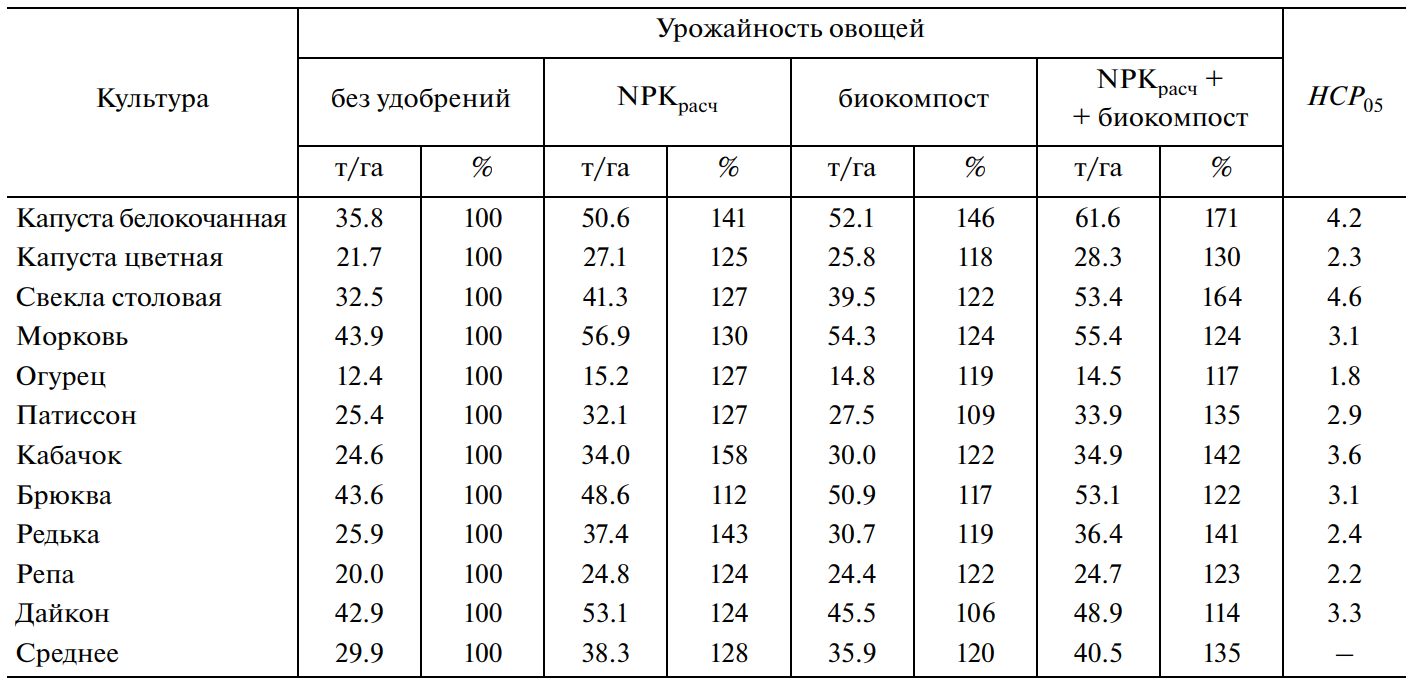 Культура Урожайность овощей НСР05
без удобрений NPKрасч биокомпост NPKрасч + + биокомпост
т/га % т/га % т/га % т/га %
Капуста белокочанная 35.8 100 50.6 141 52.1 146 61.6 171 4.2
Капуста цветная 21.7 100 27.1 125 25.8 118 28.3 130 2.3
Свекла столовая 32.5 100 41.3 127 39.5 122 53.4 164 4.6
Морковь 43.9 100 56.9 130 54.3 124 55.4 124 3.1
Огурец 12.4 100 15.2 127 14.8 119 14.5 117 1.8
Патиссон 25.4 100 32.1 127 27.5 109 33.9 135 2.9
Кабачок 24.6 100 34.0 158 30.0 122 34.9 142 3.6
Брюква 43.6 100 48.6 112 50.9 117 53.1 122 3.1
Редька 25.9 100 37.4 143 30.7 119 36.4 141 2.4
Репа 20.0 100 24.8 124 24.4 122 24.7 123 2.2
Дайкон 42.9 100 53.1 124 45.5 106 48.9 114 3.3
Среднее 29.9 100 38.3 128 35.9 120 40.5 135 –